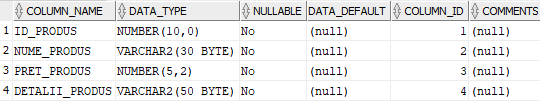 COLUMN_NAME DATA_TYPE NULLABLE DATA_DEFAULT COLUMN_ID COMMENTS
1 ID_PRODUS NUMBER(10,0) No (null) 1 (null)
2 NUME_PRODUS VARCHAR2(30 BYTE) No (null) 2 (null)
3 PRET_PRODUS NUMBER(5,2) No (null) 3 (null)
4 DETALII_PRODUS VARCHAR2(50 BYTE) No (null) 4 (null)